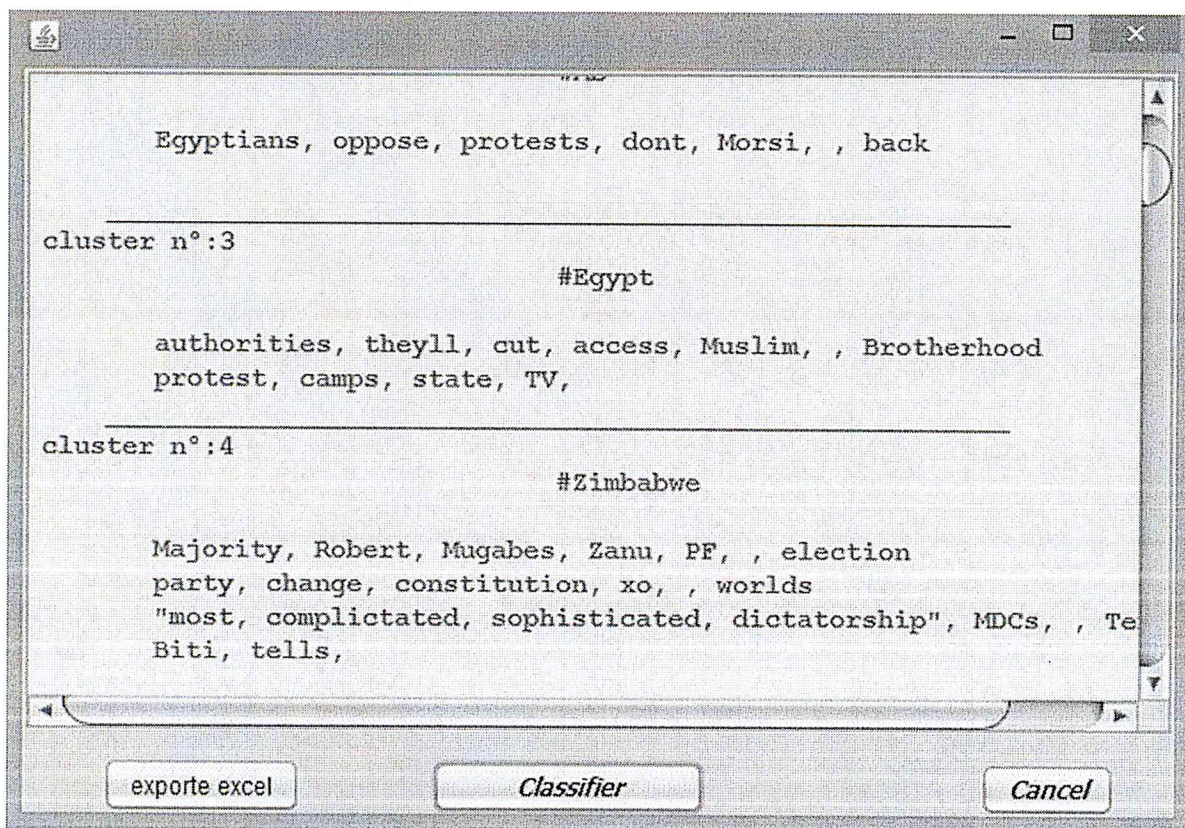 Egyptians, oppose, protests, dont, Morsi, , back
cluster n°:3
#Egypt
authorities, theyll, cut, access, Muslim, , Brotherhood
protest, camps, state, TV,
cluster n°:4
#Zimbabwe
Majority, Robert, Mugabes, Zanu, PF, , election
party, change, constitution, xo, , worlds
"most, complictated, sophisticated, dictatorship", MDCs, , Te
Biti, tells,
exporte excel
Classifier
Cancel